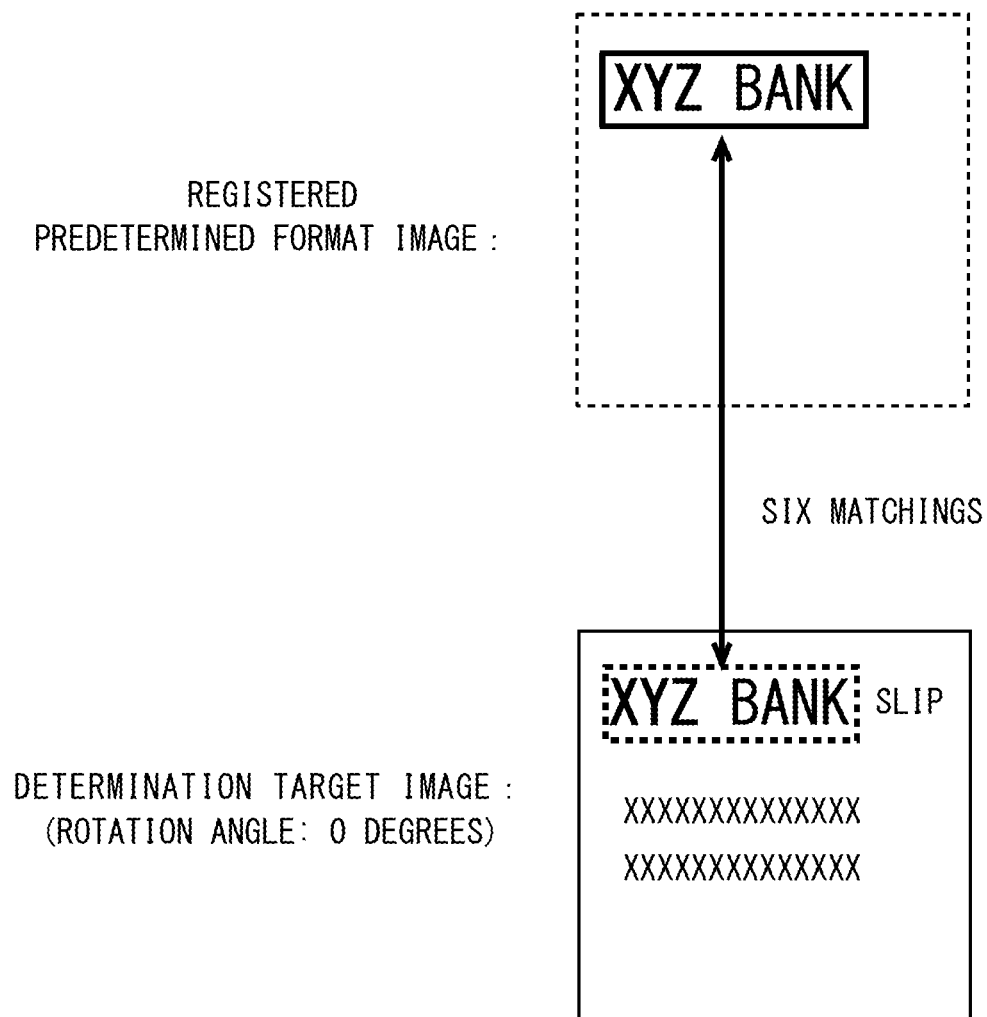 XYZ BANK
REGISTERED
PREDETERMINED FORMAT IMAGE :
SIX MATCHINGS
XYZ BANK SLIP
DETERMINATION TARGET IMAGE :
(ROTATION ANGLE: 0 DEGREES)
XXXXXXXXXXXXXX
XXXXXXXXXXXXXX